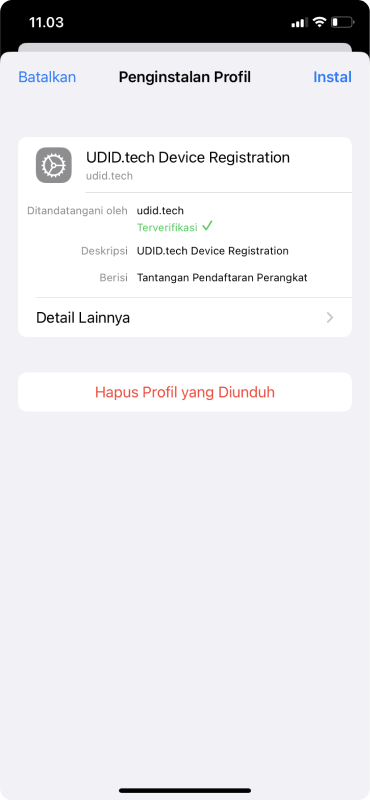 11.03
Batalkan Penginstalan Profil Instal
UDID.tech Device Registration
udid.tech
Ditandatangani oleh udid.tech
Terverifikasi
Deskripsi UDID.tech Device Registration
Berisi Tantangan Pendaftaran Perangkat
Detail Lainnya
Hapus Profil yang Diunduh